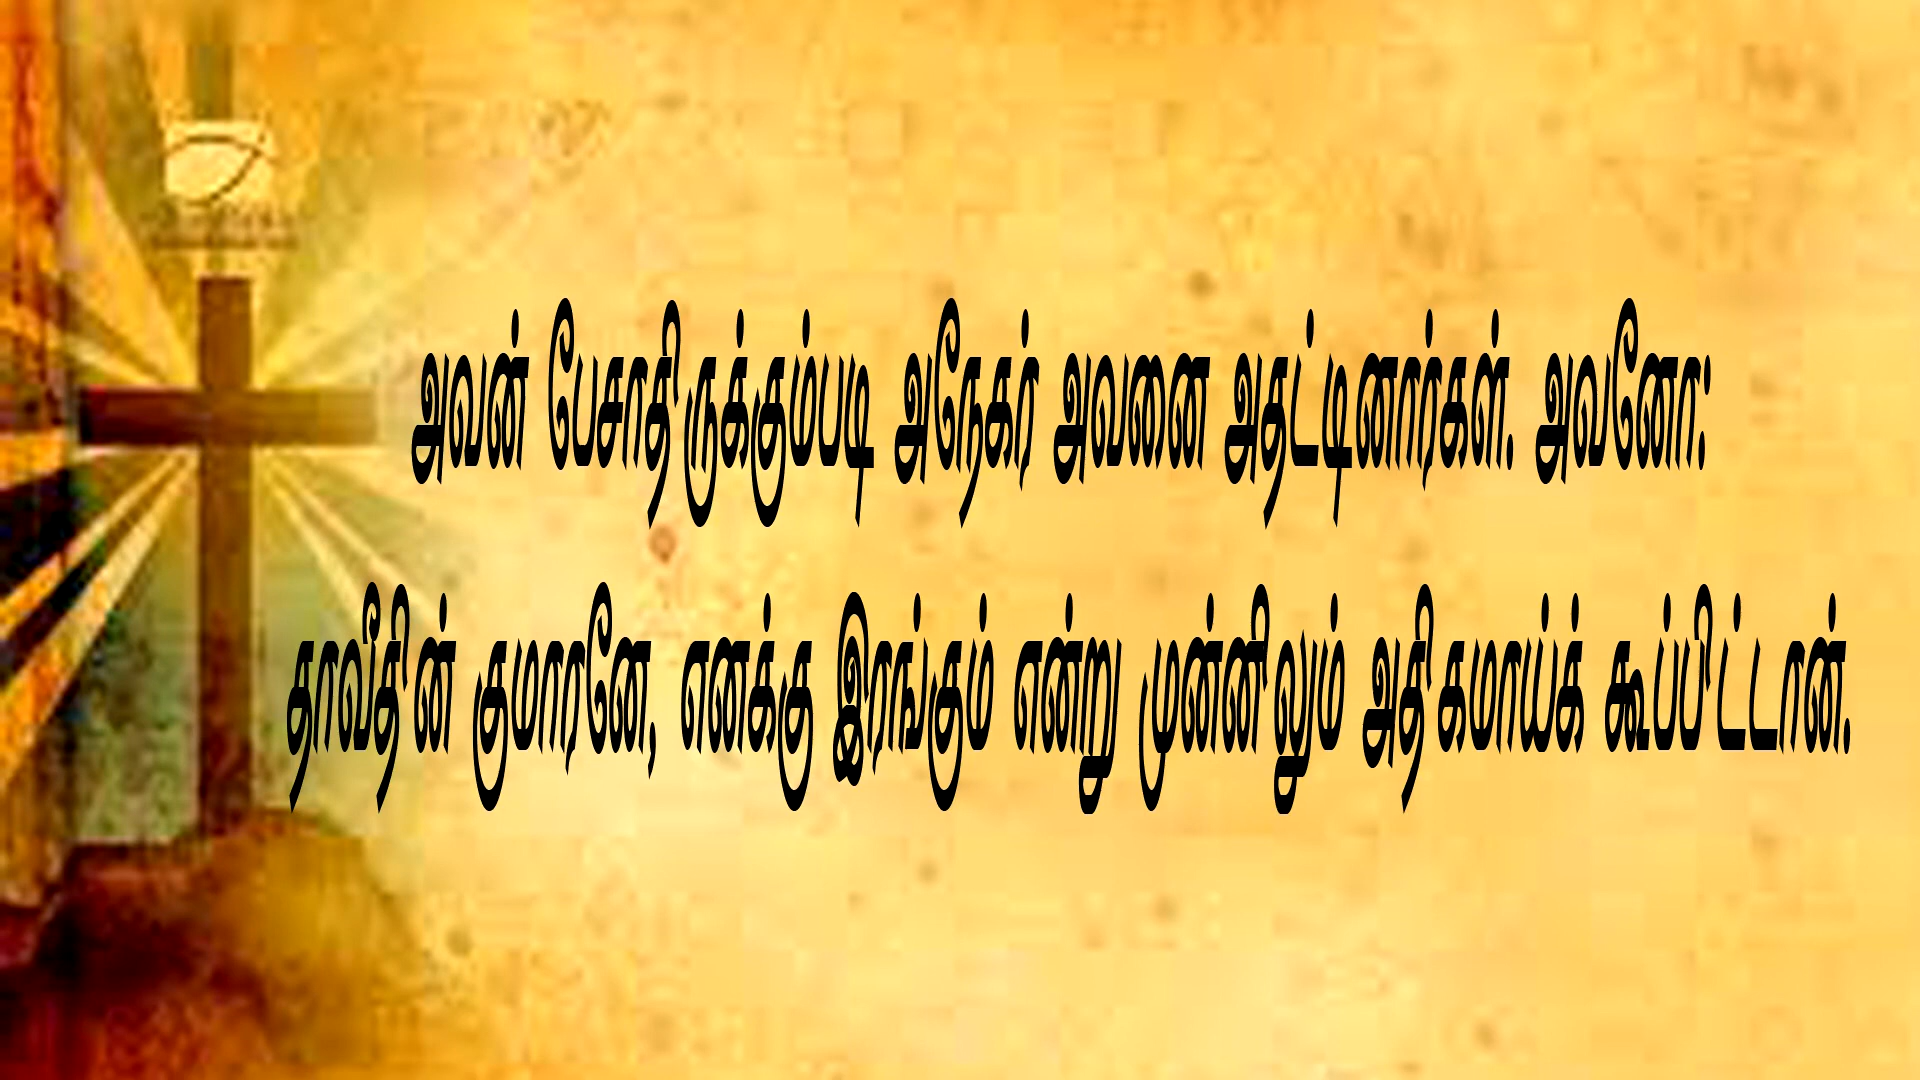 அவன் பேசாதிருக்கும்படி அநேகர் அவனை அதட்டினார்கள். அவனோ:
தாவீதின் குமாரனே, எனக்கு இரங்கும் என்று முன்னிலும் அதிகமாய்க் கூப்பிட்டான்.